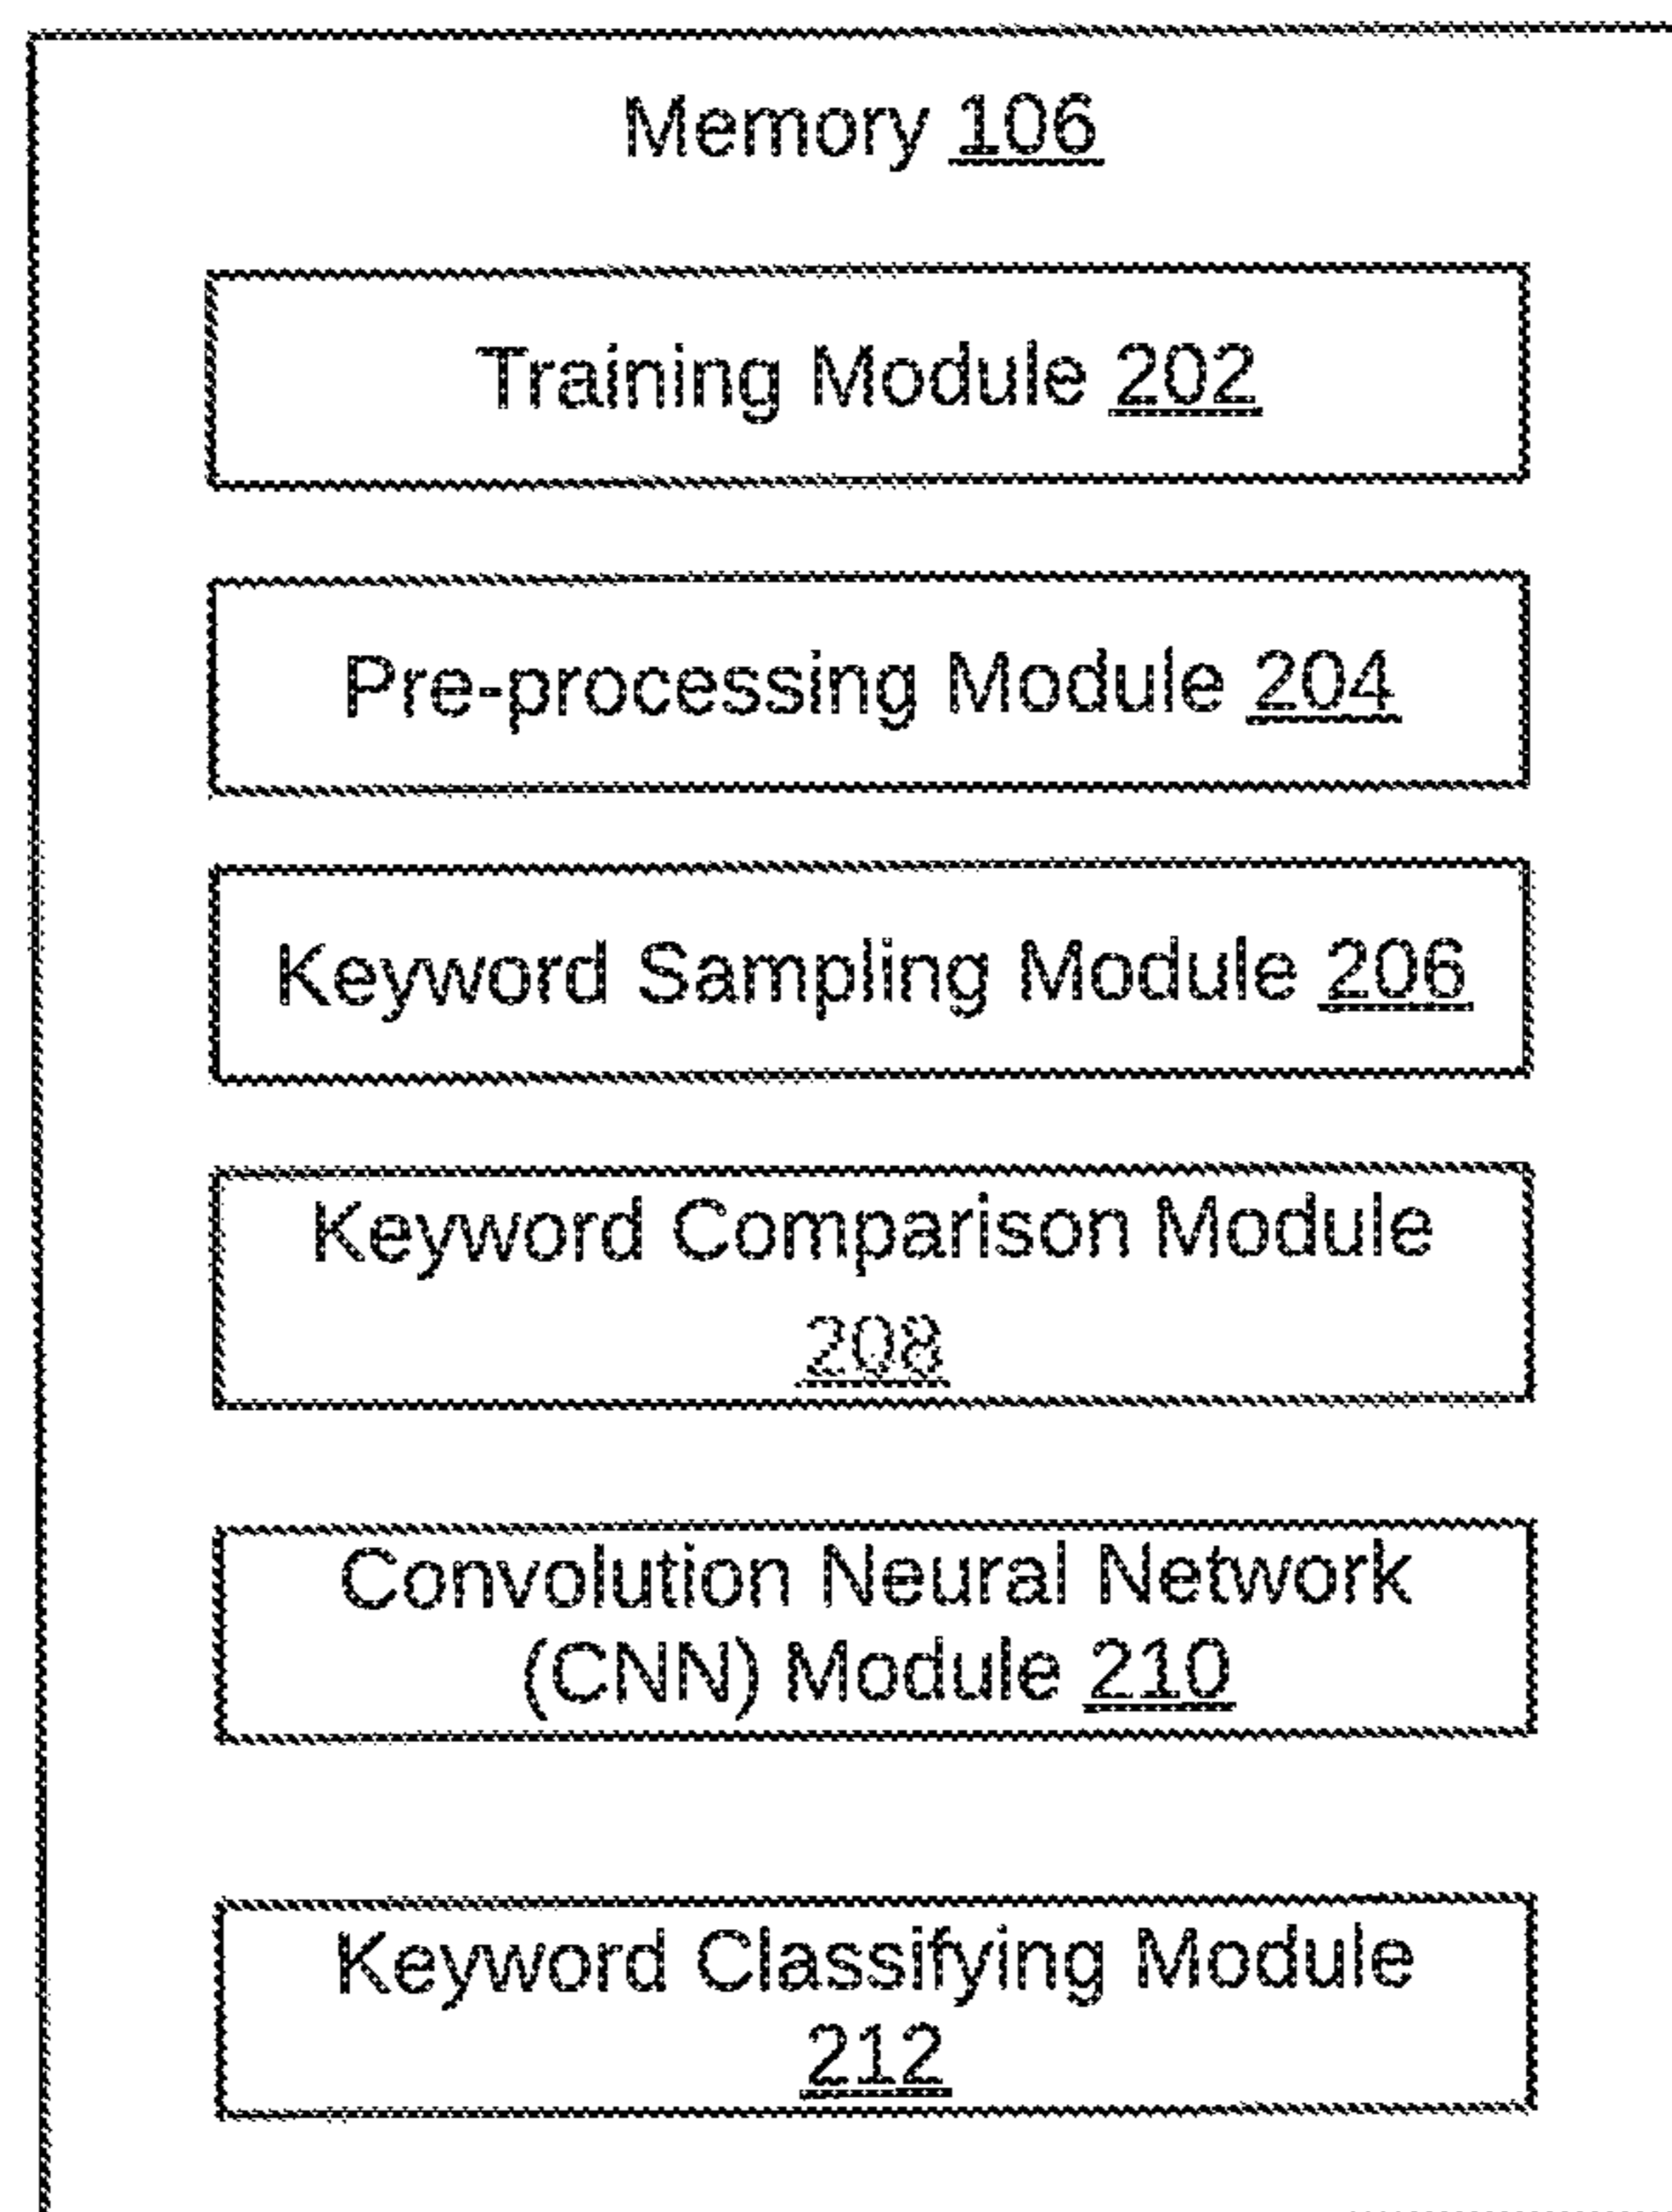 Memory 106
Training Module 202
Pre-processing Module 204
Keyword Sampling Module 206
Keyword Comparison Module
208
Convolution Neural Network
(CNN) Module 210
Keyword Classifying Module
212